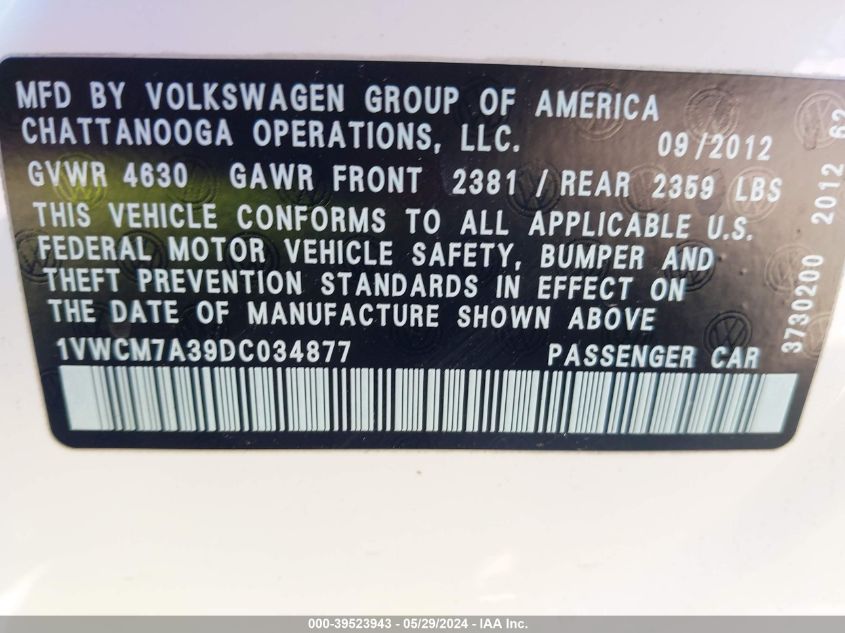 MFD BY VOLKSWAGEN GROUP OF AMERICA
CHATTANOOGA OPERATIONS, LLC. 09/2012
GVWR 4630 GAWR FRONT 2381 / REAR 2359 LBS
THIS VEHICLE CONFORMS TO ALL APPLICABLE U.S.
FEDERAL MOTOR VEHICLE SAFETY, BUMPER AND
THEFT PREVENTION STANDARDS IN EFFECT ON
THE DATE OF MANUFACTURE SHOWN ABOVE
1VWCM7A39DC034877 PASSENGER CAR
3730200 2012 62
000-39523943 - 05/29/2024 - IAA, Inc.